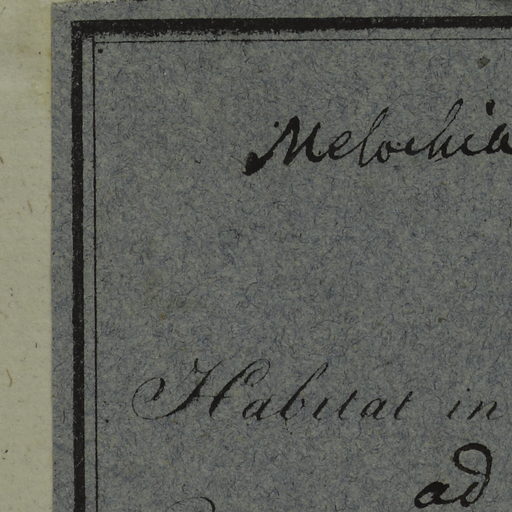 Melochia
Habitat in
ad